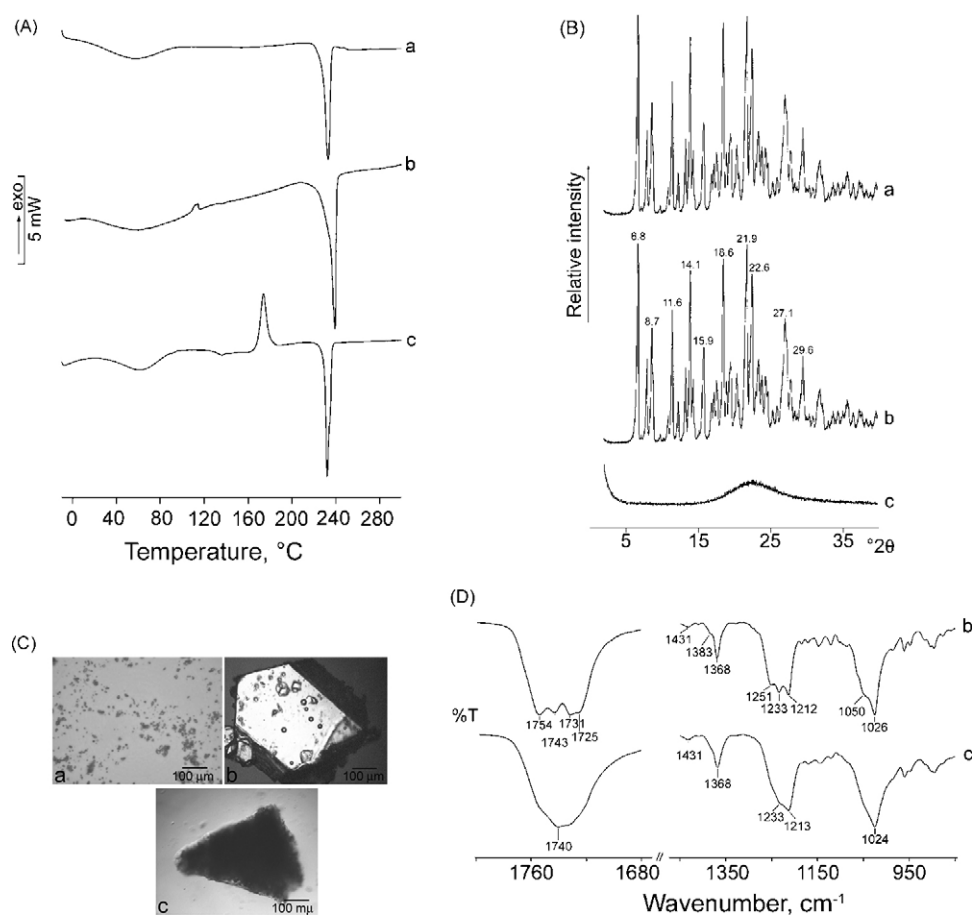 (A)
a
b
c
exo
5 mW
0 40 80 120 160 200 240 280
Temperature, °C
(B)
a
6.8
8.7
11.6
14.1
15.9
18.6
21.9
22.6
27.1
29.6
b
c
Relative intensity
5 15 25 35 °2θ
(C)
a
100 µm
b
100 µm
c
100 mµ
(D)
b
1431
1383
1368
1251
1233
1212
1050
1026
1754
1743
1731
1725
%T
c
1431
1368
1233
1213
1024
1740
1760 1680 // 1350 1150 950
Wavenumber, cm⁻¹